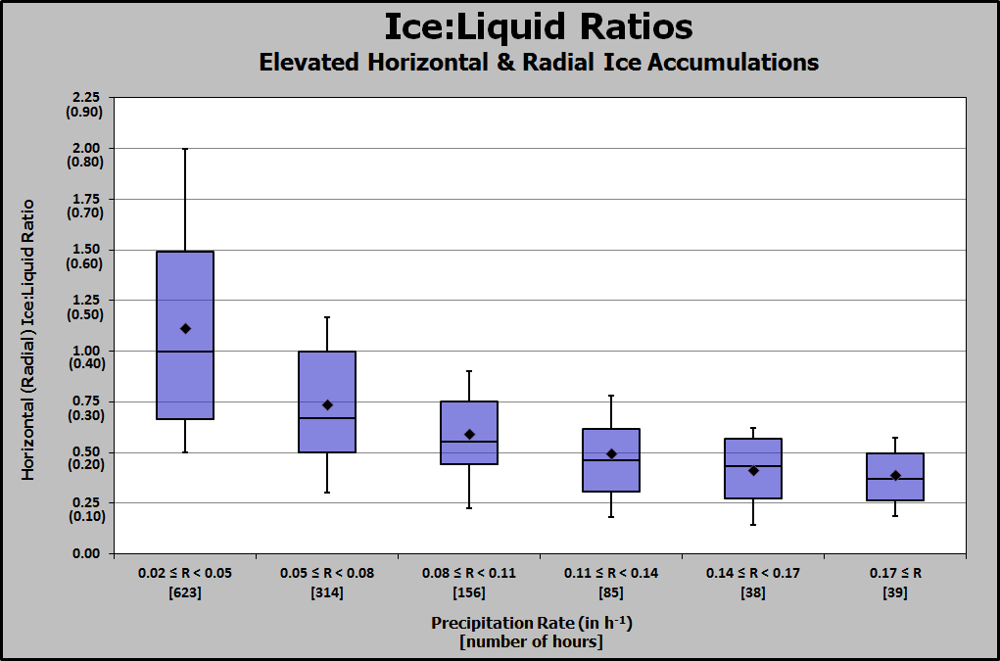 Ice:Liquid Ratios
Elevated Horizontal & Radial Ice Accumulations
Horizontal (Radial) Ice:Liquid Ratio
2.25
(0.90)
2.00
(0.80)
1.75
(0.70)
1.50
(0.60)
1.25
(0.50)
1.00
(0.40)
0.75
(0.30)
0.50
(0.20)
0.25
(0.10)
0.00
0.02 ≤ R < 0.05 0.05 ≤ R < 0.08 0.08 ≤ R < 0.11 0.11 ≤ R < 0.14 0.14 ≤ R < 0.17 0.17 ≤ R
[623] [314] [156] [85] [38] [39]
Precipitation Rate (in h⁻¹)
[number of hours]